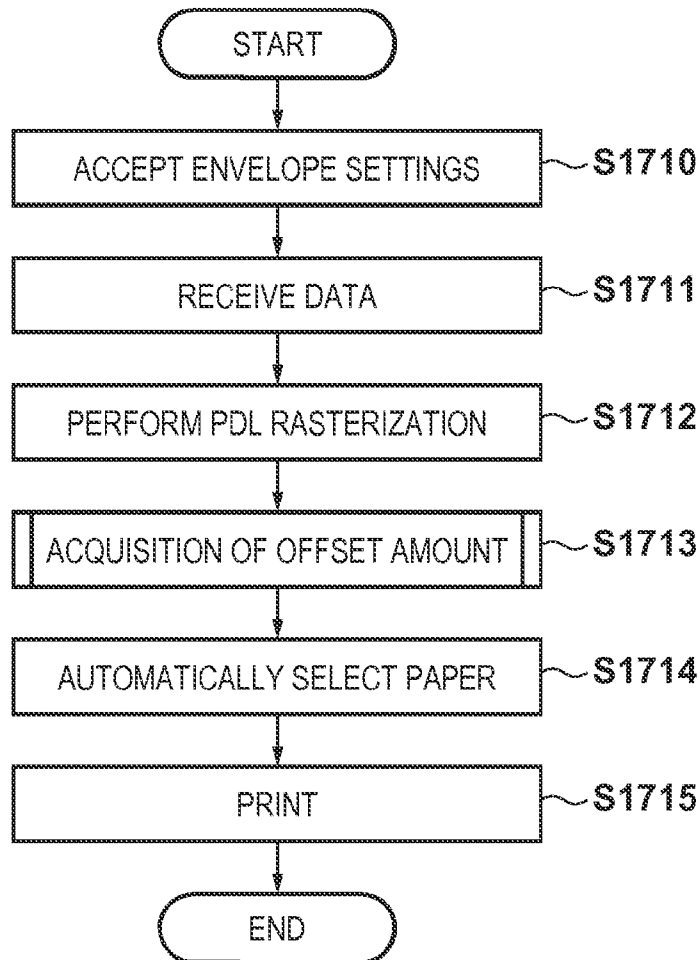 START
ACCEPT ENVELOPE SETTINGS S1710
RECEIVE DATA S1711
PERFORM PDL RASTERIZATION S1712
ACQUISITION OF OFFSET AMOUNT S1713
AUTOMATICALLY SELECT PAPER S1714
PRINT S1715
END